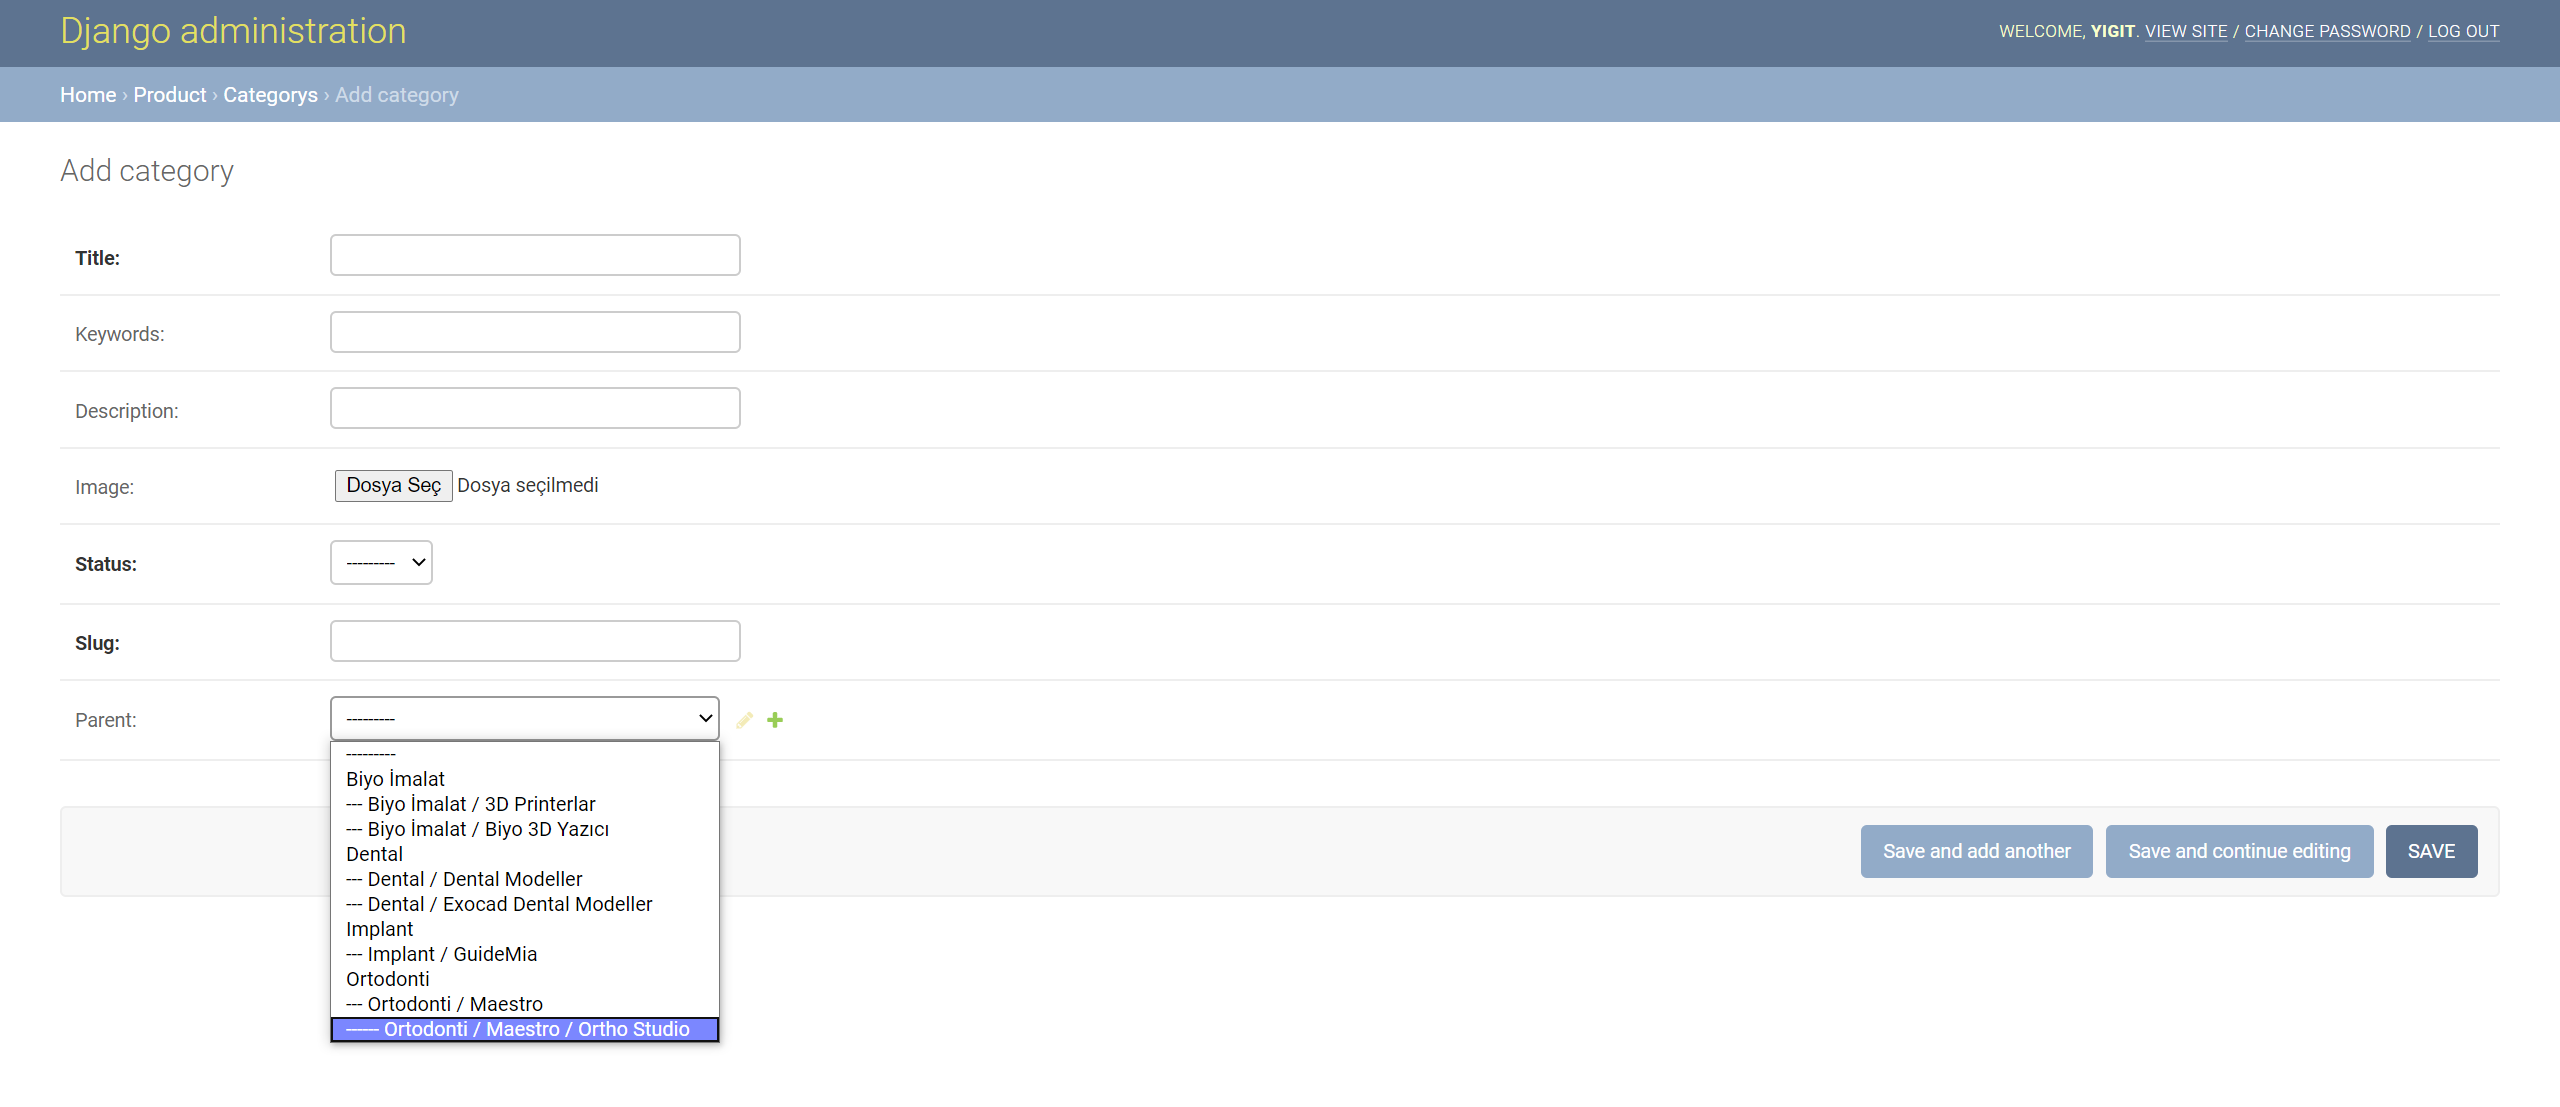 Django administration
WELCOME, YIGIT. VIEW SITE / CHANGE PASSWORD / LOG OUT
Home › Product › Categorys › Add category
Add category
Title:
Keywords:
Description:
Image: Dosya Seç Dosya seçilmedi
Status: ---------
Slug:
Parent: ---------
---------
Biyo İmalat
--- Biyo İmalat / 3D Printerlar
--- Biyo İmalat / Biyo 3D Yazıcı
Dental
--- Dental / Dental Modeller
--- Dental / Exocad Dental Modeller
Implant
--- Implant / GuideMia
Ortodonti
--- Ortodonti / Maestro
------ Ortodonti / Maestro / Ortho Studio
Save and add another Save and continue editing SAVE